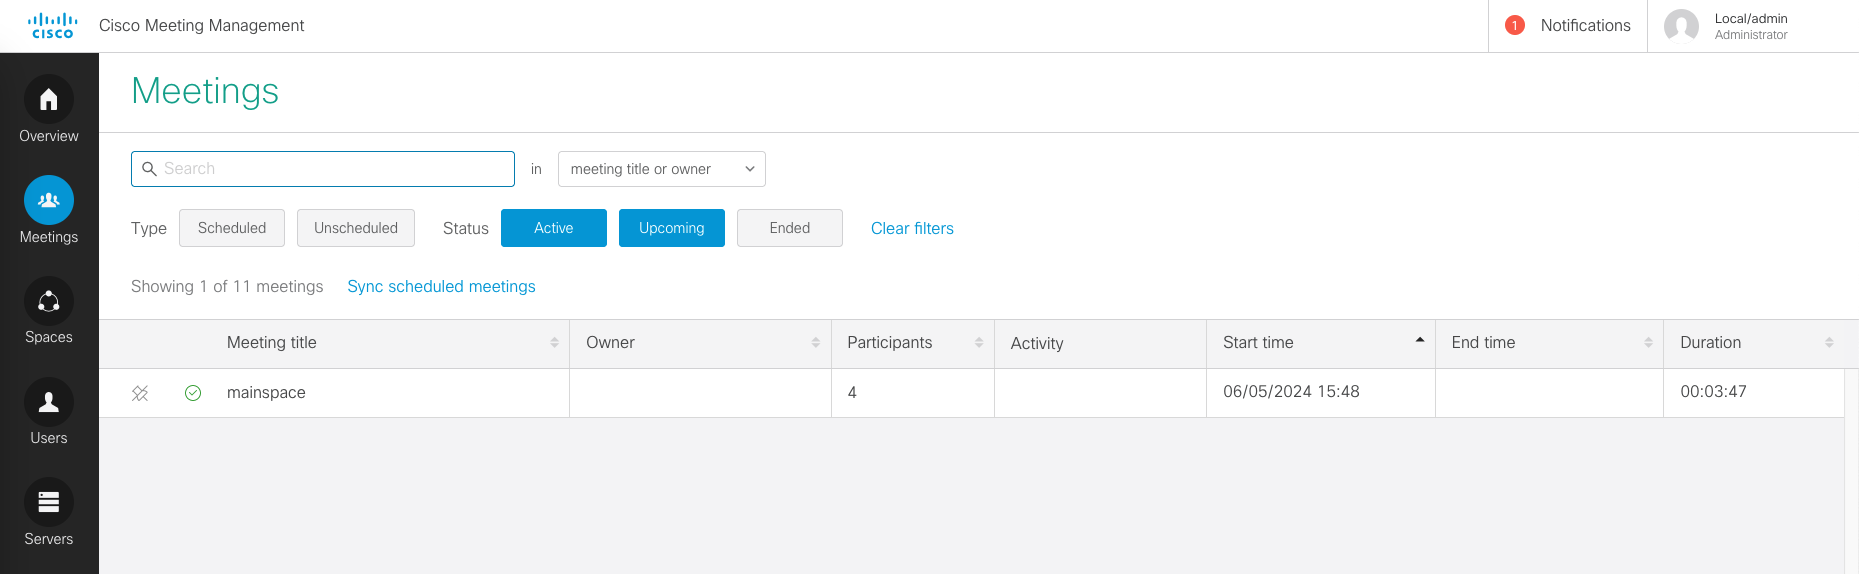 cisco
Cisco Meeting Management
1 Notifications
Local/admin
Administrator
Overview
Meetings
Spaces
Users
Servers
Meetings
Search in meeting title or owner
Type Scheduled Unscheduled Status Active Upcoming Ended Clear filters
Showing 1 of 11 meetings Sync scheduled meetings
Meeting title Owner Participants Activity Start time End time Duration
mainspace 4 06/05/2024 15:48 00:03:47